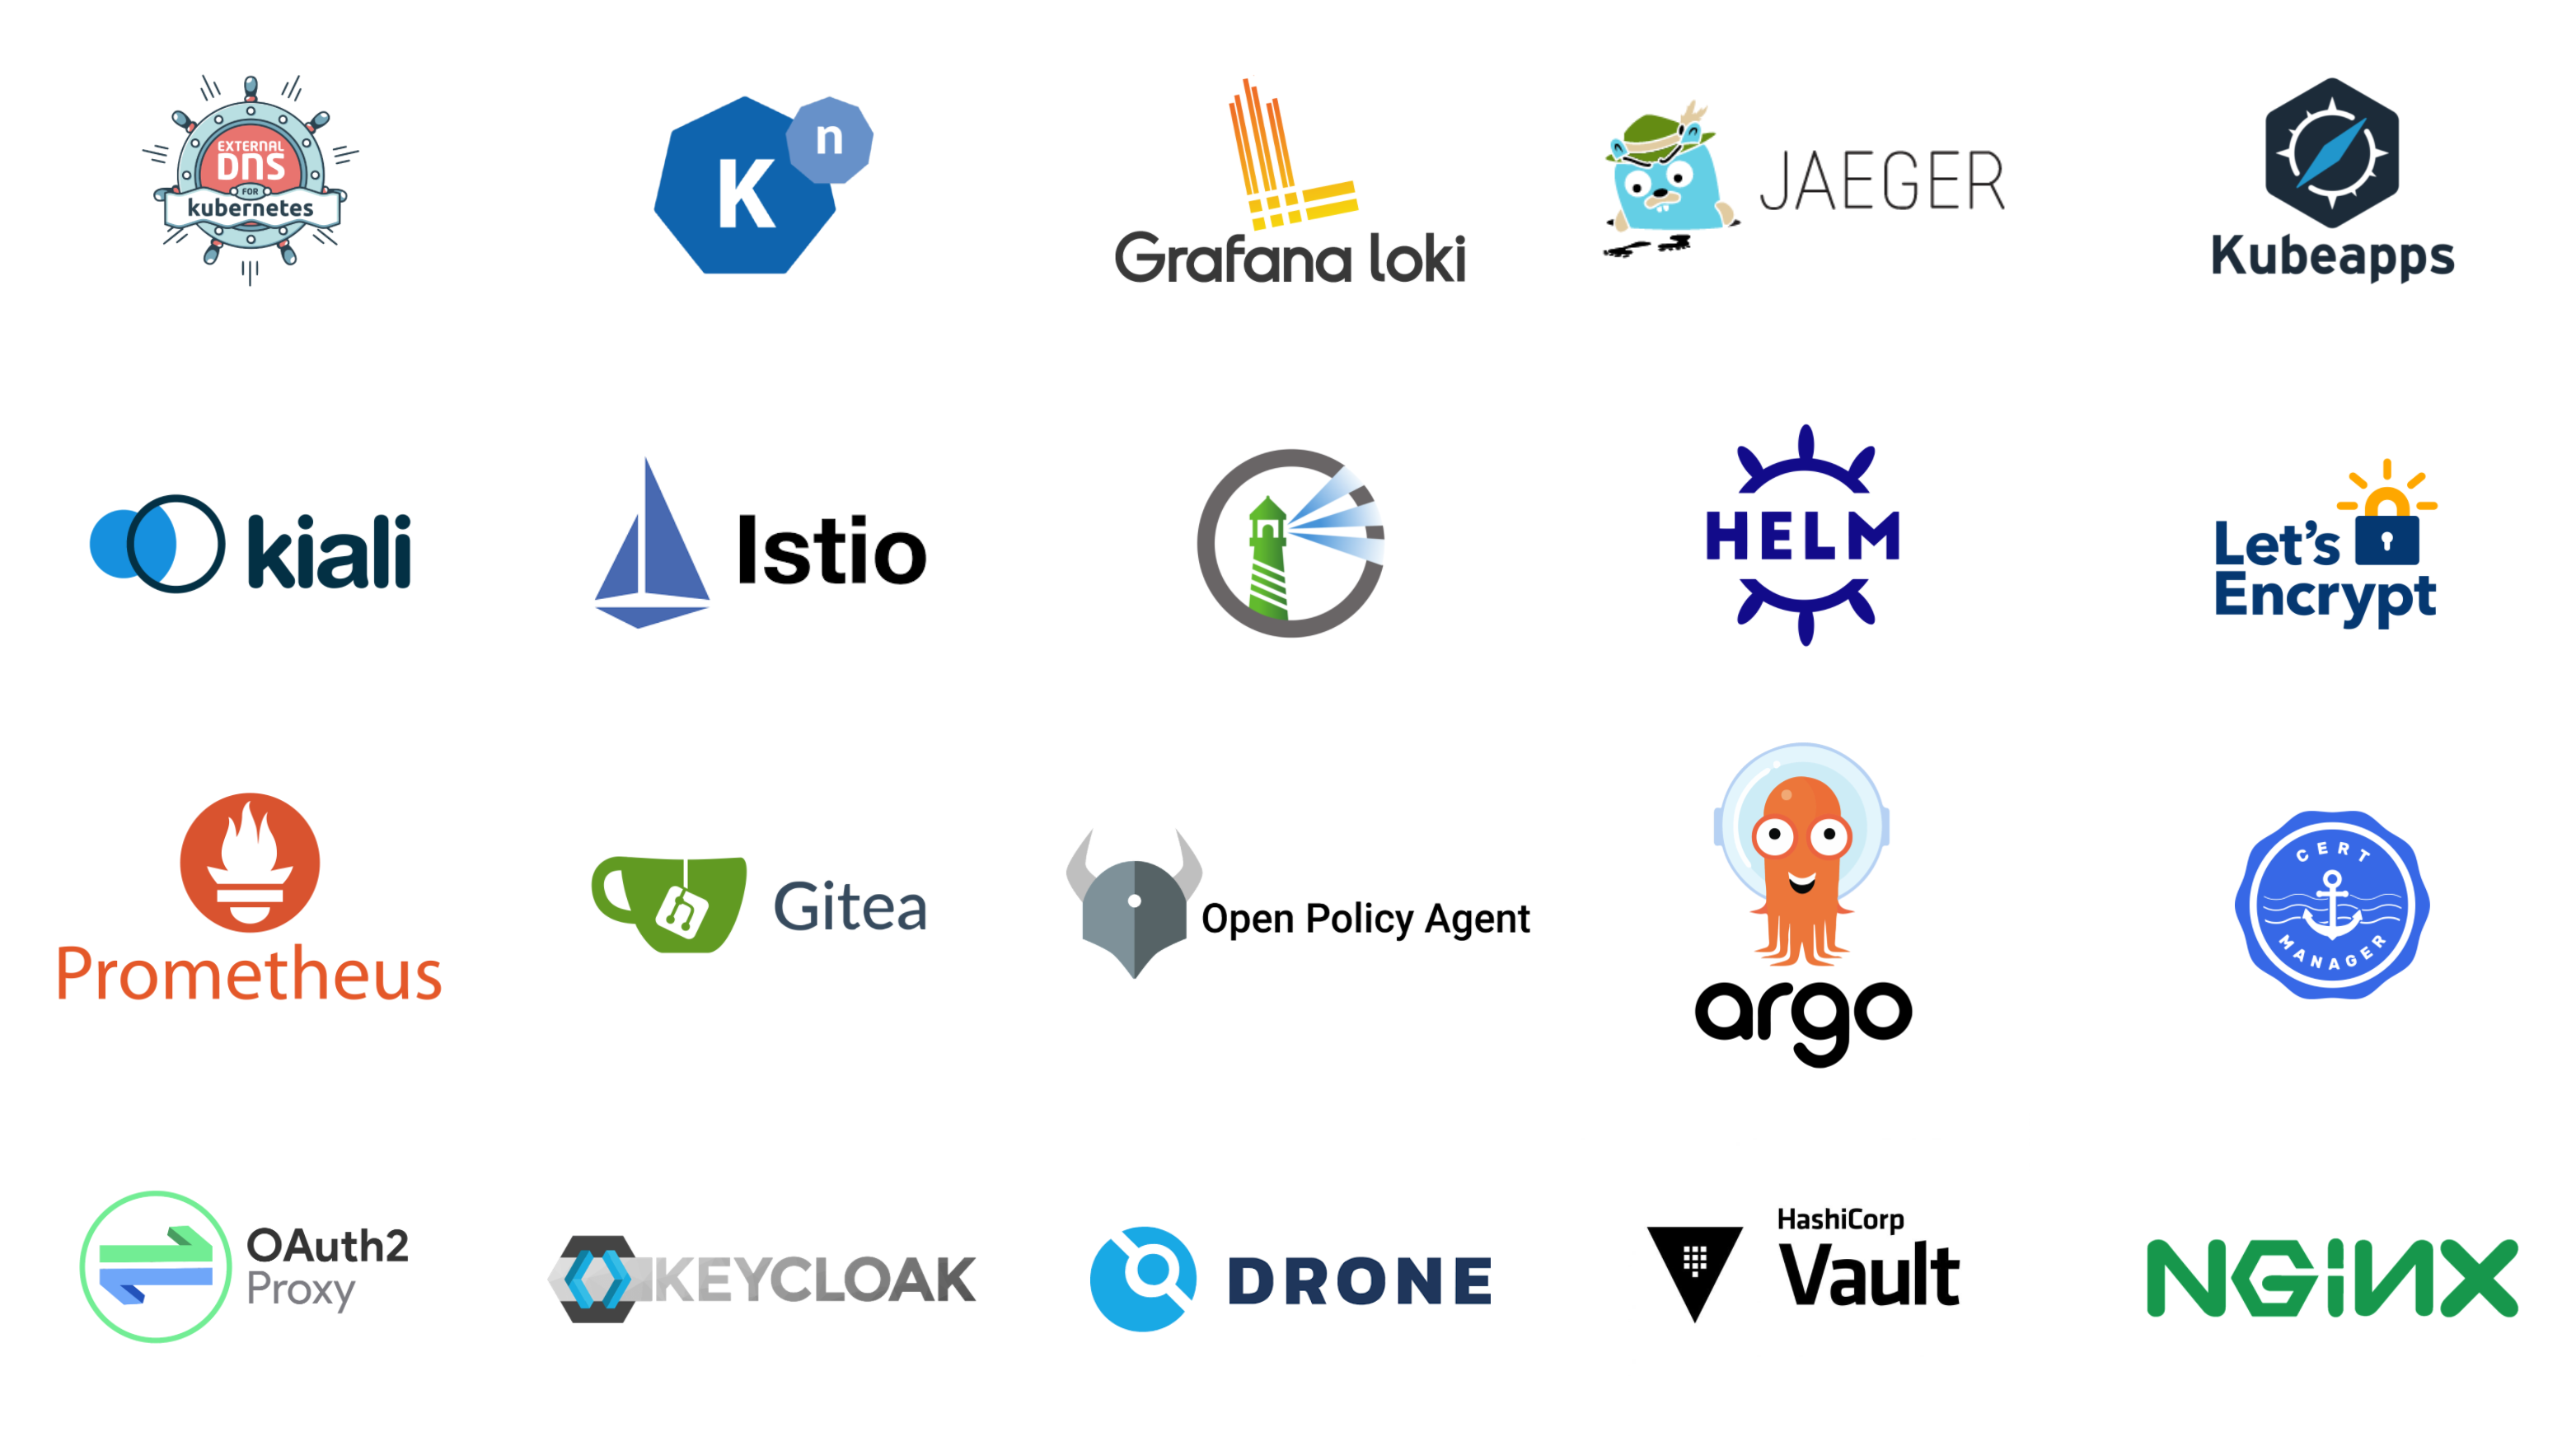 EXTERNAL
DNS
FOR
kubernetes
K
n
Grafana loki
JAEGER
Kubeapps
kiali
Istio
HELM
Let's
Encrypt
Prometheus
Gitea
Open Policy Agent
argo
CERT
MANAGER
OAuth2
Proxy
KEYCLOAK
DRONE
HashiCorp
Vault
NGINX